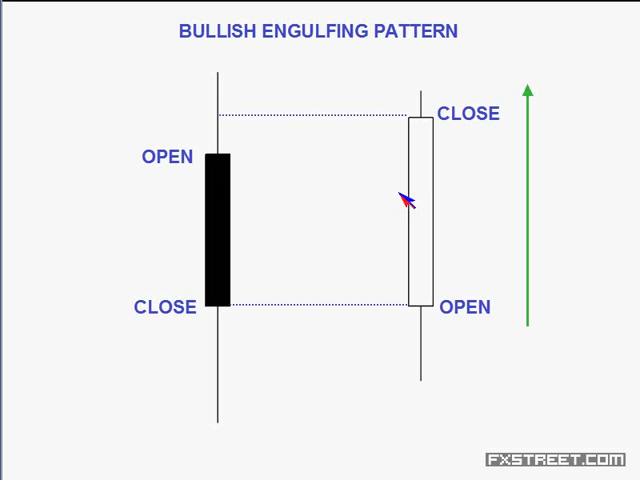 BULLISH ENGULFING PATTERN
CLOSE
OPEN
CLOSE
OPEN
FXSTREET.COM